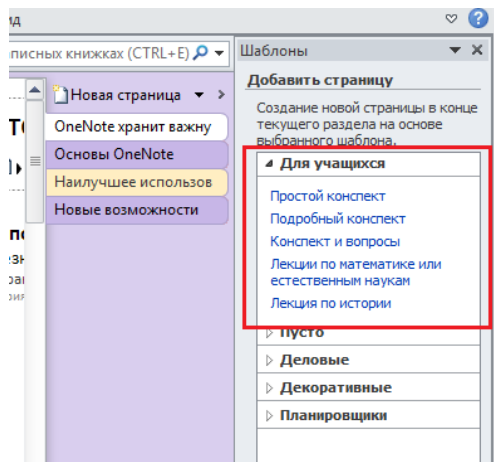 ид
писных книжках (CTRL+E)
Новая страница
OneNote хранит важну
Основы OneNote
Наилучшее использов
Новые возможности
Шаблоны
Добавить страницу
Создание новой страницы в конце
текущего раздела на основе
выбранного шаблона.
Для учащихся
Простой конспект
Подробный конспект
Конспект и вопросы
Лекции по математике или
естественным наукам
Лекция по истории
Пусто
Деловые
Декоративные
Планировщики